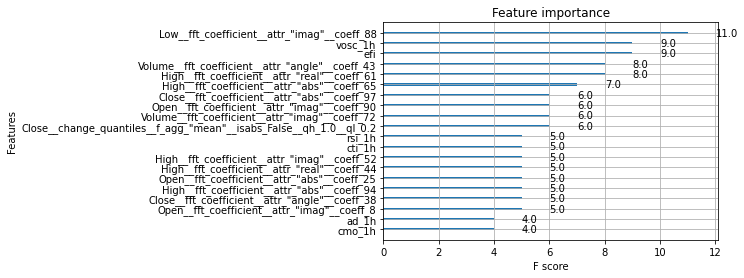 Feature importance
Low__fft_coefficient__attr_"imag"__coeff_88 11.0
vosc_1h 9.0
efi 9.0
Volume__fft_coefficient__attr_"angle"__coeff_43 8.0
High__fft_coefficient__attr_"real"__coeff_61 8.0
High__fft_coefficient__attr_"abs"__coeff_65 7.0
Close__fft_coefficient__attr_"abs"__coeff_97 6.0
Open__fft_coefficient__attr_"imag"__coeff_90 6.0
Volume__fft_coefficient__attr_"imag"__coeff_72 6.0
Close__change_quantiles__f_agg_"mean"__isabs_False__qh_1.0__ql_0.2 6.0
rsi_1h 5.0
cti_1h 5.0
High__fft_coefficient__attr_"imag"__coeff_52 5.0
High__fft_coefficient__attr_"real"__coeff_44 5.0
Open__fft_coefficient__attr_"abs"__coeff_25 5.0
High__fft_coefficient__attr_"abs"__coeff_94 5.0
Close__fft_coefficient__attr_"angle"__coeff_38 5.0
Open__fft_coefficient__attr_"imag"__coeff_8 5.0
ad_1h 4.0
cmo_1h 4.0
Features
0 2 4 6 8 10 12
F score